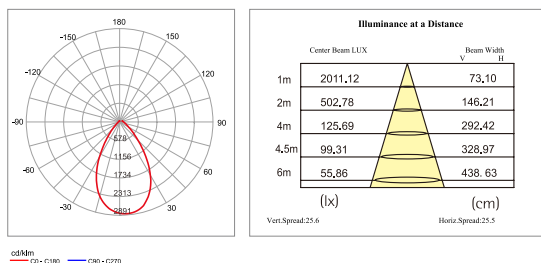 180
-150 150
-120 120
-90 90
-60 60
-30 30
578
1156
1734
2313
2891
cd/klm
C0 - C180 C90 - C270
Illuminance at a Distance
Center Beam LUX Beam Width
V H
1m 2011.12 73.10
2m 502.78 146.21
4m 125.69 292.42
4.5m 99.31 328.97
6m 55.86 438. 63
(lx) (cm)
Vert.Spread:25.6 Horiz.Spread:25.5